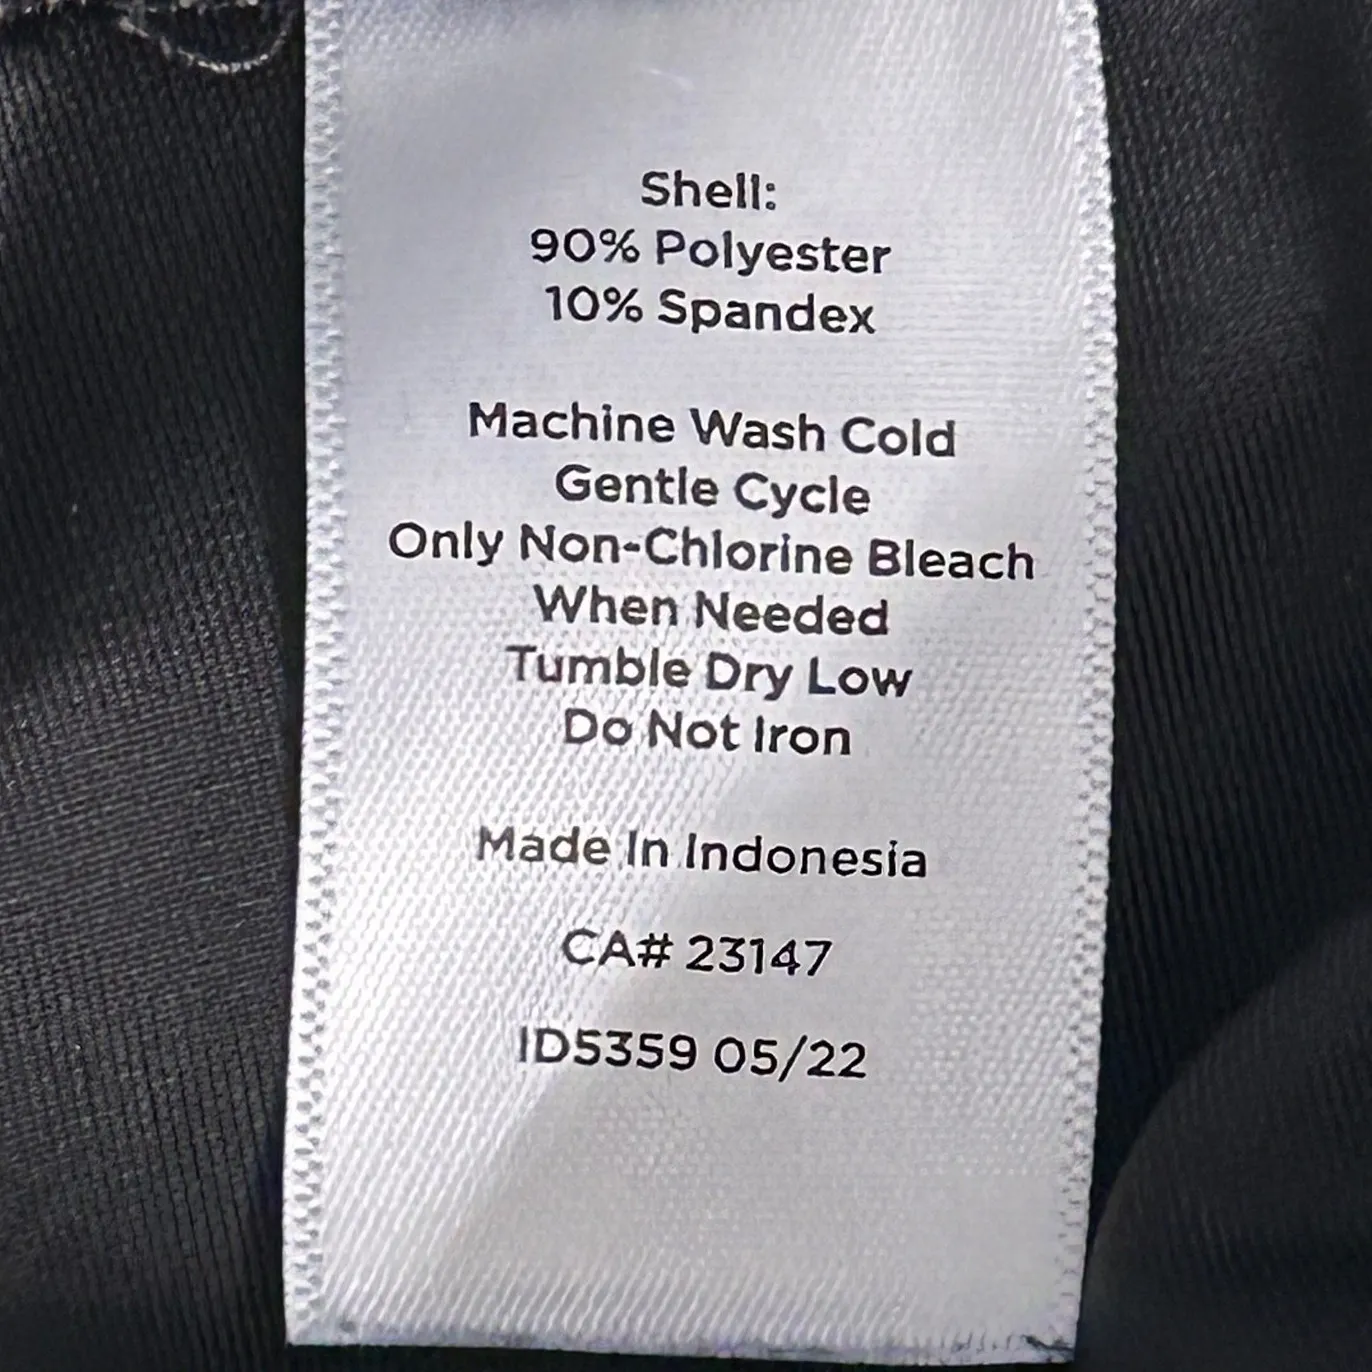 Shell:
90% Polyester
10% Spandex
Machine Wash Cold
Gentle Cycle
Only Non-Chlorine Bleach
When Needed
Tumble Dry Low
Do Not Iron
Made In Indonesia
CA# 23147
ID5359 05/22